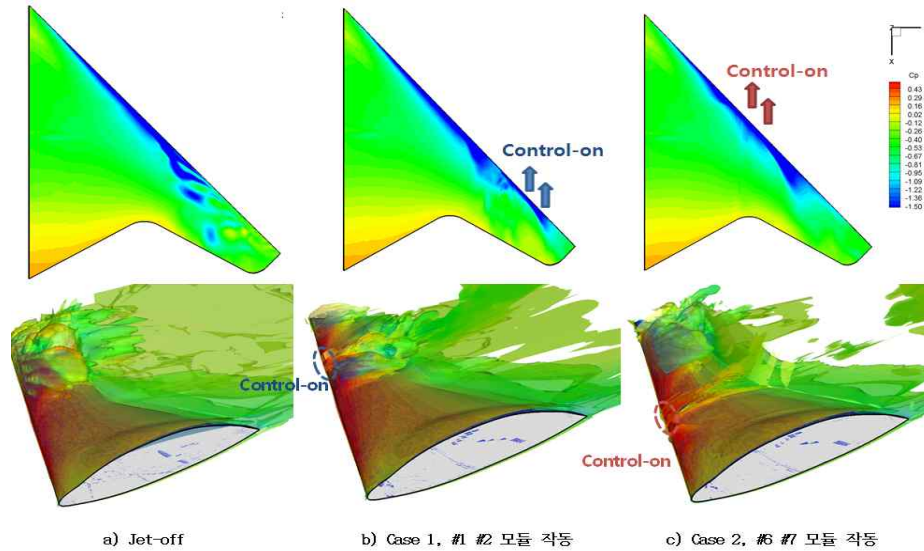 Control-on
Control-on
Z
X
Cp
0.43
0.29
0.16
0.02
-0.12
-0.26
-0.40
-0.53
-0.67
-0.81
-0.95
-1.09
-1.22
-1.36
-1.50
Control-on
Control-on
a) Jet-off
b) Case 1, #1 #2 모듈 작동
c) Case 2, #6 #7 모듈 작동